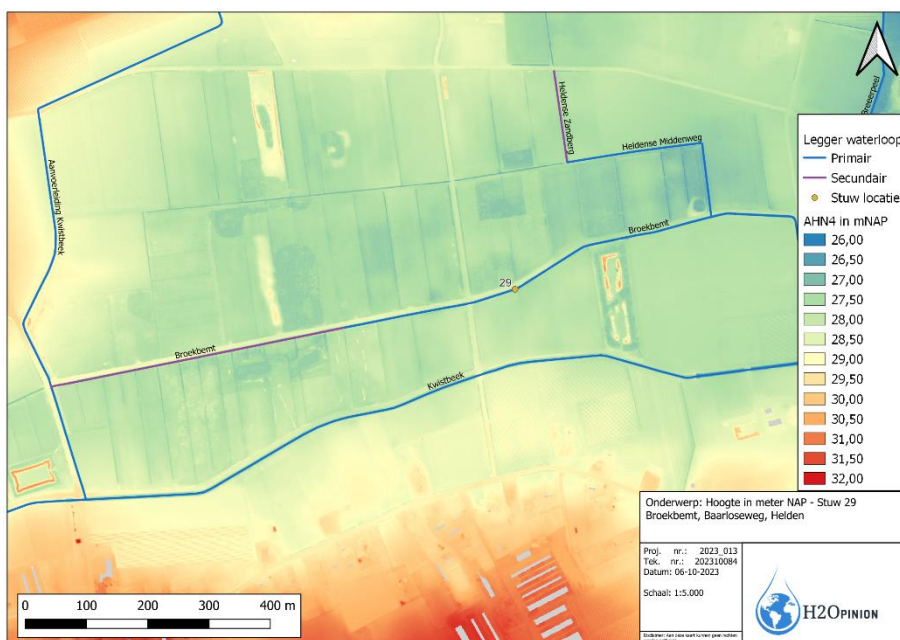 Aanvoerleiding Kwistbeek
Heldense Zandberg
Heldense Middenweg
Breeerpeel
Broekbemt
29
Broekbemt
Kwistbeek
Legger waterloop
Primair
Secundair
Stuw locatie
AHN4 in mNAP
26,00
26,50
27,00
27,50
28,00
28,50
29,00
29,50
30,00
30,50
31,00
31,50
32,00
Onderwerp: Hoogte in meter NAP - Stuw 29
Broekbemt, Baarloseweg, Helden
Proj. nr.: 2023_013
Tek. nr.: 202310084
Datum: 06-10-2023
Schaal: 1:5.000
H2OPINION
0 100 200 300 400 m